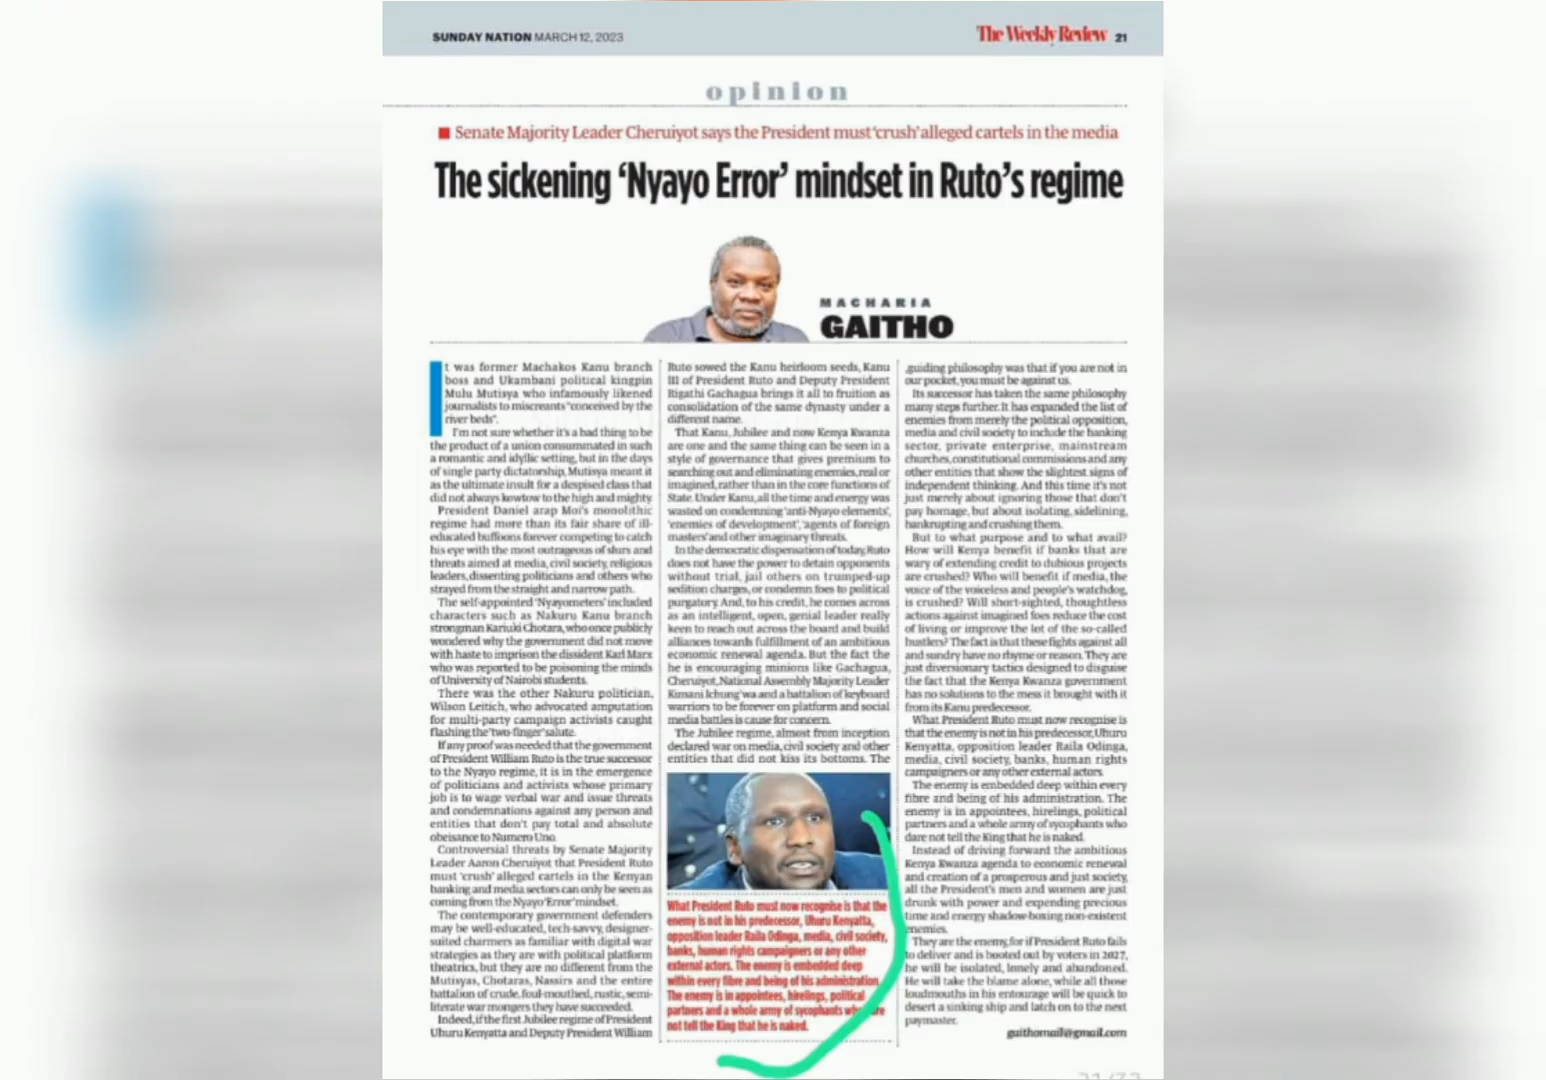 SUNDAY NATION MARCH 12, 2023
The Weekly Review 21
opinion
Senate Majority Leader Cheruiyot says the President must ‘crush’ alleged cartels in the media
The sickening ‘Nyayo Error’ mindset in Ruto’s regime
MACHARIA
GAITHO
It was former Machakos Kanu branch
boss and Ukambani political kingpin
Mulu Mutisya who infamously likened
journalists to miscreants “conceived by the
river beds”.
I’m not sure whether it’s a bad thing to be
the product of a union consummated in such
a romantic and idyllic setting, but in the days
of single party dictatorship, Mutisya meant it
as the ultimate insult for a despised class that
did not always kowtow to the high and mighty.
President Daniel arap Moi’s monolithic
regime had more than its fair share of ill-
educated buffoons forever competing to catch
his eye with the most outrageous of slurs and
threats aimed at media, civil society, religious
leaders, dissenting politicians and others who
strayed from the straight and narrow path.
The self-appointed ‘Nyayometers’ included
characters such as Nakuru Kanu branch
strongman Kariuki Chotara, who once publicly
wondered why the government did not move
with haste to imprison the dissident Karl Marx
who was reported to be poisoning the minds
of University of Nairobi students.
There was the other Nakuru politician,
Wilson Leitich, who advocated amputation
for multi-party campaign activists caught
flashing the ‘two-finger’ salute.
If any proof was needed that the government
of President William Ruto is the true successor
to the Nyayo regime, it is in the emergence
of politicians and activists whose primary
job is to wage verbal war and issue threats
and condemnations against any person and
entities that don’t pay total and absolute
obeisance to Numero Uno.
Controversial threats by Senate Majority
Leader Aaron Cheruiyot that President Ruto
must ‘crush’ alleged cartels in the Kenyan
banking and media sectors can only be seen as
coming from the Nyayo ‘Error’ mindset.
The contemporary government defenders
may be well-educated, tech-savvy, designer-
suited charmers as familiar with digital war
strategies as they are with political platform
theatrics, but they are no different from the
Mutisyas, Chotaras, Nassirs and the entire
battalion of crude, foul-mouthed, rustic, semi-
literate war mongers they have succeeded.
Indeed, if the first Jubilee regime of President
Uhuru Kenyatta and Deputy President William
Ruto sowed the Kanu heirloom seeds, Kanu
III of President Ruto and Deputy President
Rigathi Gachagua brings it all to fruition as
consolidation of the same dynasty under a
different name.
That Kanu, Jubilee and now Kenya Kwanza
are one and the same thing can be seen in a
style of governance that gives premium to
searching out and eliminating enemies, real or
imagined, rather than in the core functions of
State. Under Kanu, all the time and energy was
wasted on condemning ‘anti-Nyayo elements’,
‘enemies of development’, ‘agents of foreign
masters’ and other imaginary threats.
In the democratic dispensation of today, Ruto
does not have the power to detain opponents
without trial, jail others on trumped-up
sedition charges, or condemn foes to political
purgatory. And, to his credit, he comes across
as an intelligent, open, genial leader really
keen to reach out across the board and build
alliances towards fulfillment of an ambitious
economic renewal agenda. But the fact the
he is encouraging minions like Gachagua,
Cheruiyot, National Assembly Majority Leader
Kimani Ichung’wa and a battalion of keyboard
warriors to be forever on platform and social
media battles is cause for concern.
The Jubilee regime, almost from inception
declared war on media, civil society and other
entities that did not kiss its bottoms. The
What President Ruto must now recognise is that the
enemy is not in his predecessor, Uhuru Kenyatta,
opposition leader Raila Odinga, media, civil society,
banks, human rights campaigners or any other
external actors. The enemy is embedded deep
within every fibre and being of his administration.
The enemy is in appointees, hirelings, political
partners and a whole army of sycophants who
not tell the King that he is naked.
guiding philosophy was that if you are not in
our pocket, you must be against us.
Its successor has taken the same philosophy
many steps further. It has expanded the list of
enemies from merely the political opposition,
media and civil society to include the banking
sector, private enterprise, mainstream
churches, constitutional commissions and any
other entities that show the slightest signs of
independent thinking. And this time it’s not
just merely about ignoring those that don’t
pay homage, but about isolating, sidelining,
bankrupting and crushing them.
But to what purpose and to what avail?
How will Kenya benefit if banks that are
wary of extending credit to dubious projects
are crushed? Who will benefit if media, the
voice of the voiceless and people’s watchdog,
is crushed? Will short-sighted, thoughtless
actions against imagined foes reduce the cost
of living or improve the lot of the so-called
hustlers? The fact is that these fights against all
and sundry have no rhyme or reason. They are
just diversionary tactics designed to disguise
the fact that the Kenya Kwanza government
has no solutions to the mess it brought with it
from its Kanu predecessor.
What President Ruto must now recognise is
that the enemy is not in his predecessor, Uhuru
Kenyatta, opposition leader Raila Odinga,
media, civil society, banks, human rights
campaigners or any other external actors.
The enemy is embedded deep within every
fibre and being of his administration. The
enemy is in appointees, hirelings, political
partners and a whole army of sycophants who
dare not tell the King that he is naked.
Instead of driving forward the ambitious
Kenya Kwanza agenda to economic renewal
and creation of a prosperous and just society,
all the President’s men and women are just
drunk with power and expending precious
time and energy shadow-boxing non-existent
enemies.
They are the enemy, for if President Ruto fails
to deliver and is booted out by voters in 2027,
he will be isolated, lonely and abandoned.
He will take the blame alone, while all those
loudmouths in his entourage will be quick to
desert a sinking ship and latch on to the next
paymaster.
gaithomail@gmail.com